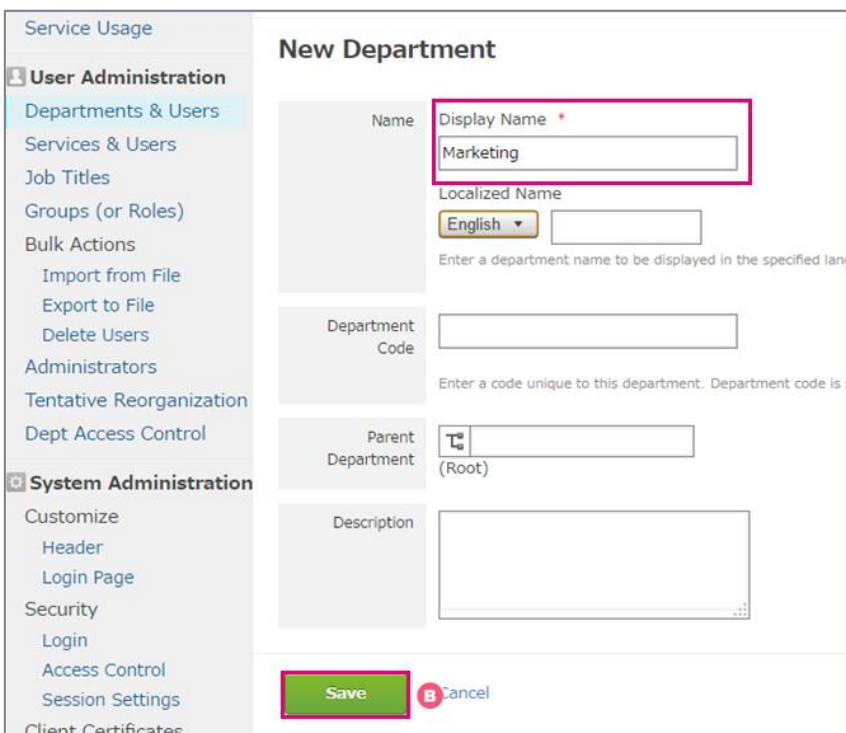 Service Usage
User Administration
Departments & Users
Services & Users
Job Titles
Groups (or Roles)
Bulk Actions
Import from File
Export to File
Delete Users
Administrators
Tentative Reorganization
Dept Access Control
System Administration
Customize
Header
Login Page
Security
Login
Access Control
Session Settings
Client Certificates
New Department
Name
Display Name *
Marketing
Localized Name
English
Enter a department name to be displayed in the specified
Department
Code
Enter a code unique to this department. Department code is
Parent
Department
(Root)
Description
Save
B
Cancel